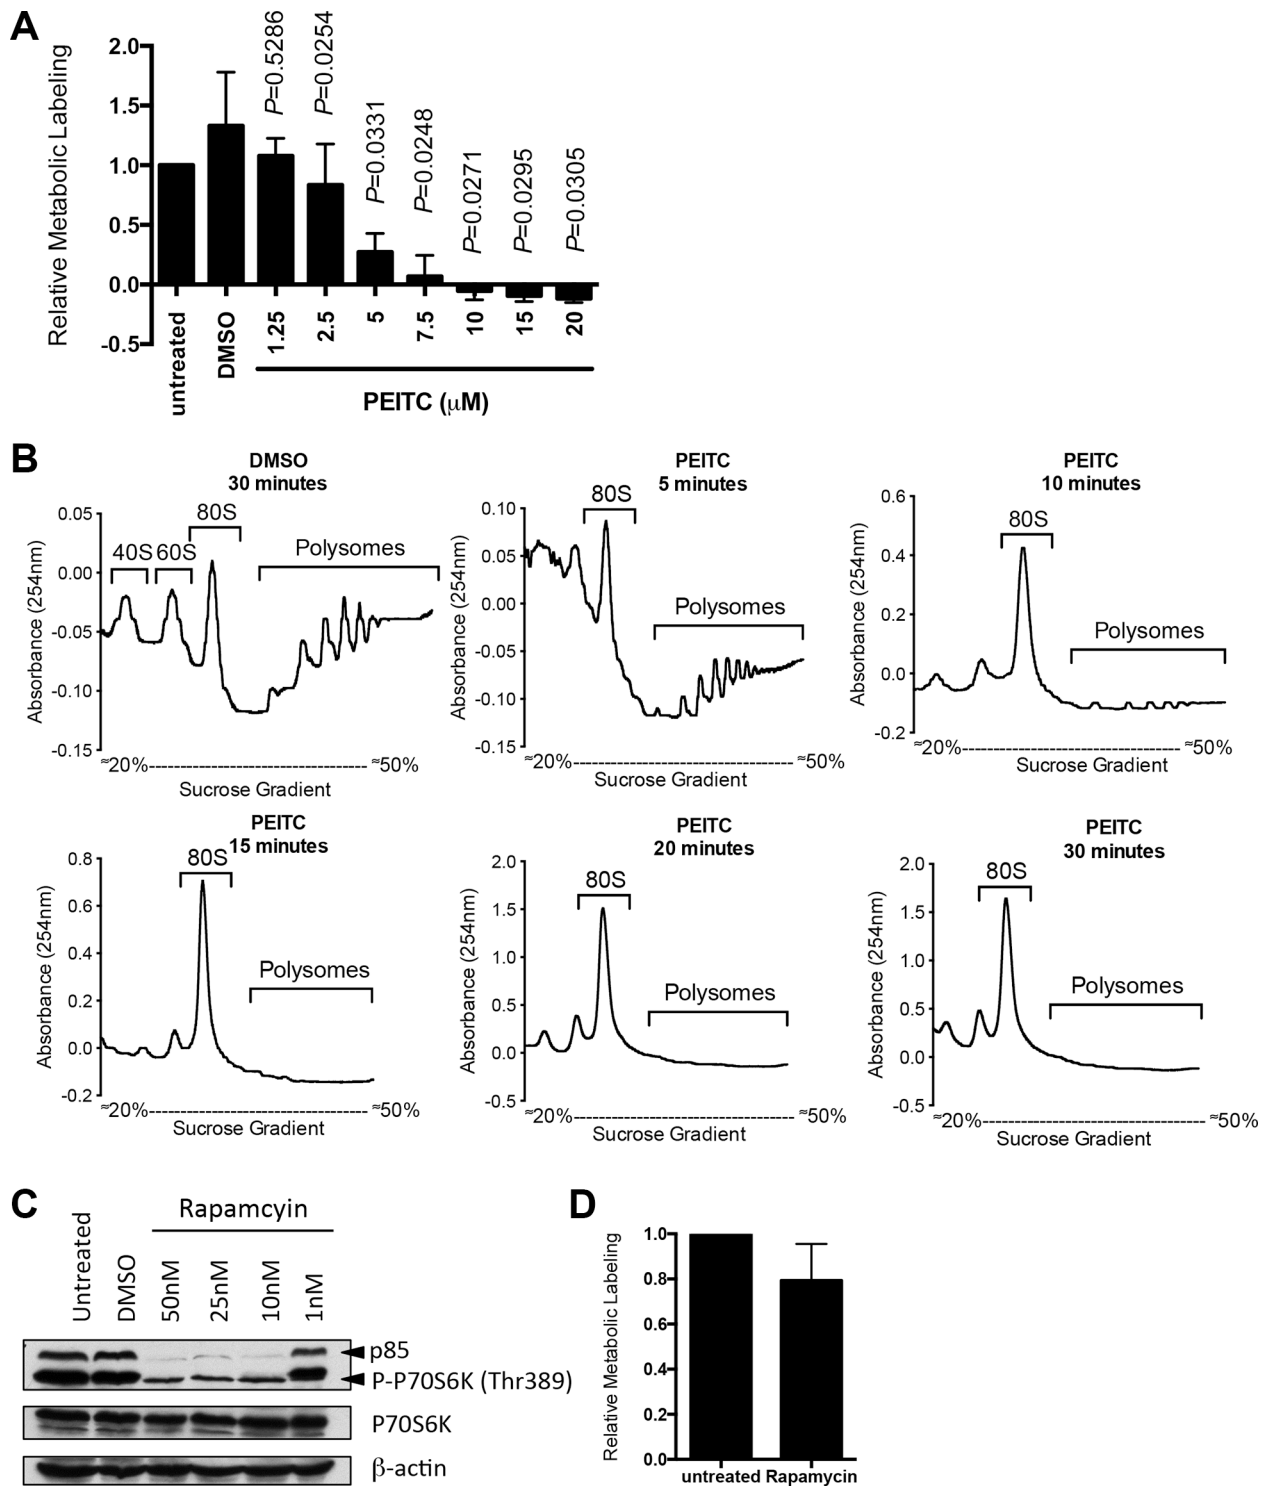 A
Relative Metabolic Labeling
2.0
1.5
1.0
0.5
0.0
-0.5
P=0.5286
P=0.0254
P=0.0331
P=0.0248
P=0.0271
P=0.0295
P=0.0305
untreated
DMSO
1.25
2.5
5
7.5
10
15
20
PEITC (μM)
B
DMSO
30 minutes
Absorbance (254nm)
0.05
0.00
-0.05
-0.10
-0.15
40S
60S
80S
Polysomes
≈20%
≈50%
Sucrose Gradient
PEITC
5 minutes
Absorbance (254nm)
0.10
0.05
0.00
-0.05
-0.10
-0.15
80S
Polysomes
≈20%
≈50%
Sucrose Gradient
PEITC
10 minutes
Absorbance (254nm)
0.6
0.4
0.2
0.0
-0.2
80S
Polysomes
≈20%
≈50%
Sucrose Gradient
PEITC
15 minutes
Absorbance (254nm)
0.8
0.6
0.4
0.2
0.0
-0.2
80S
Polysomes
≈20%
≈50%
Sucrose Gradient
PEITC
20 minutes
Absorbance (254nm)
2.0
1.5
1.0
0.5
0.0
-0.5
80S
Polysomes
≈20%
≈50%
Sucrose Gradient
PEITC
30 minutes
Absorbance (254nm)
2.0
1.5
1.0
0.5
0.0
-0.5
80S
Polysomes
≈20%
≈50%
Sucrose Gradient
C
Rapamcyin
Untreated
DMSO
50nM
25nM
10nM
1nM
p85
P-P70S6K (Thr389)
P70S6K
β-actin
D
Relative Metabolic Labeling
1.0
0.8
0.6
0.4
0.2
0.0
untreated
Rapamycin